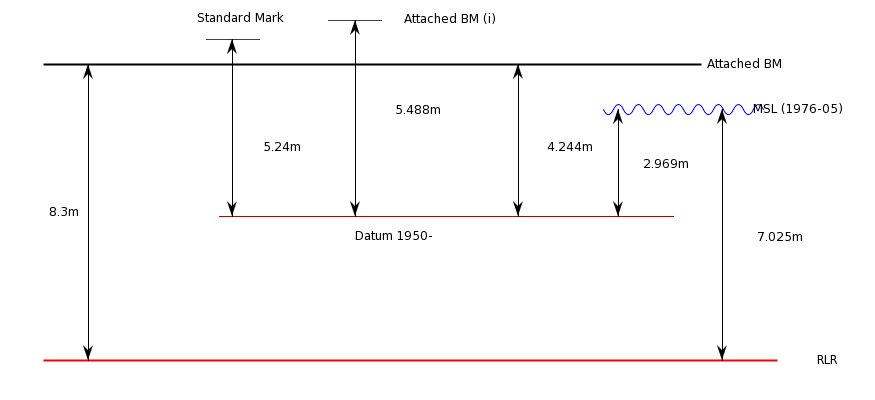 Standard Mark
Attached BM (i)
Attached BM
5.488m
MSL (1976-05)
5.24m
4.244m
2.969m
8.3m
Datum 1950-
7.025m
RLR